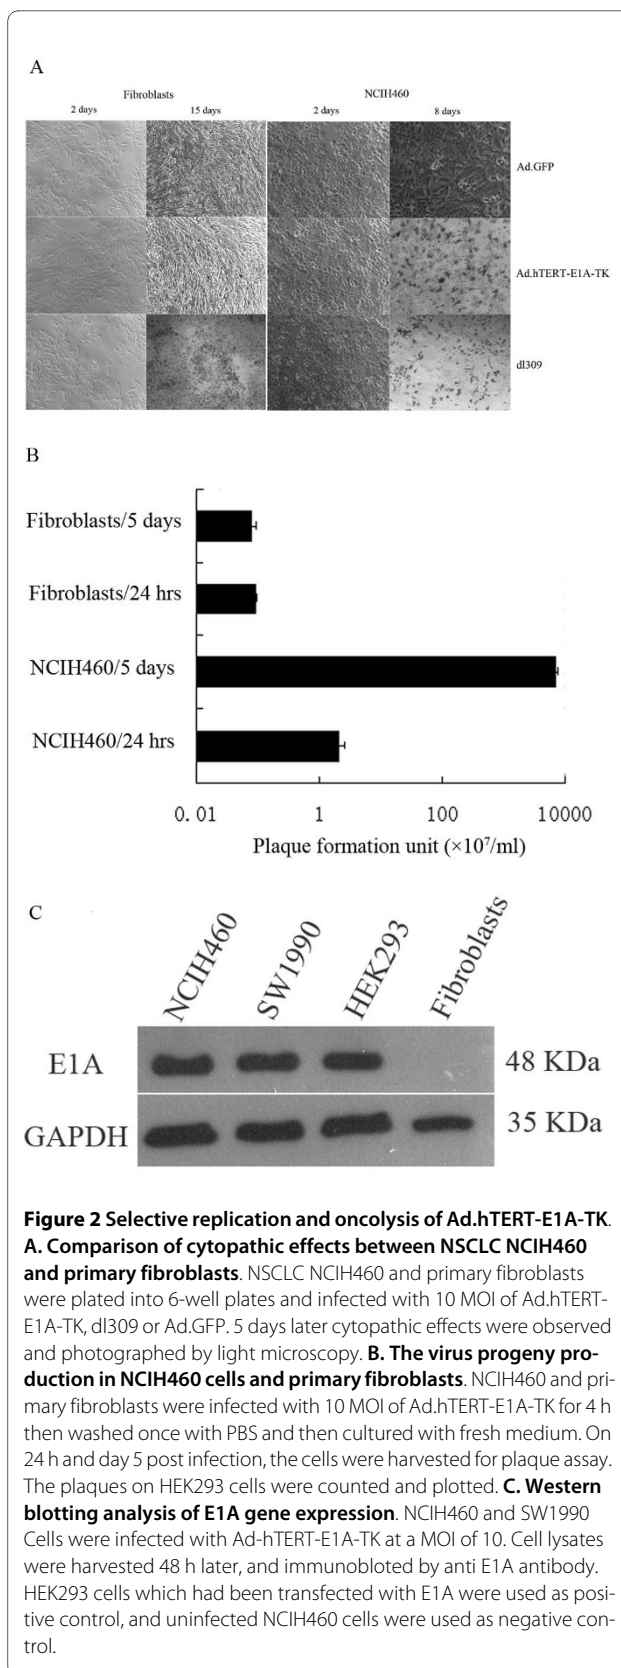 A
Fibroblasts NCIH460
2 days 15 days 2 days 8 days
Ad.GFP
Ad.hTERT-E1A-TK
dl309
B
Fibroblasts/5 days
Fibroblasts/24 hrs
NCIH460/5 days
NCIH460/24 hrs
0.01 1 100 10000
Plaque formation unit (×10⁷/ml)
C
NCIH460 SW1990 HEK293 Fibroblasts
E1A 48 KDa
GAPDH 35 KDa
Figure 2 Selective replication and oncolysis of Ad.hTERT-E1A-TK.
A. Comparison of cytopathic effects between NSCLC NCIH460
and primary fibroblasts. NSCLC NCIH460 and primary fibroblasts
were plated into 6-well plates and infected with 10 MOI of Ad.hTERT-
E1A-TK, dl309 or Ad.GFP. 5 days later cytopathic effects were observed
and photographed by light microscopy. B. The virus progeny pro-
duction in NCIH460 cells and primary fibroblasts. NCIH460 and pri-
mary fibroblasts were infected with 10 MOI of Ad.hTERT-E1A-TK for 4 h
then washed once with PBS and then cultured with fresh medium. On
24 h and day 5 post infection, the cells were harvested for plaque assay.
The plaques on HEK293 cells were counted and plotted. C. Western
blotting analysis of E1A gene expression. NCIH460 and SW1990
Cells were infected with Ad-hTERT-E1A-TK at a MOI of 10. Cell lysates
were harvested 48 h later, and immunobloted by anti E1A antibody.
HEK293 cells which had been transfected with E1A were used as posi-
tive control, and uninfected NCIH460 cells were used as negative con-
trol.